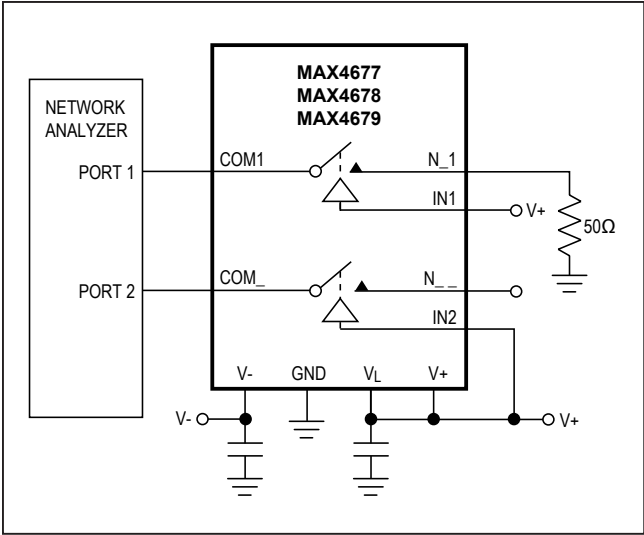 MAX4677
MAX4678
MAX4679
NETWORK
ANALYZER
PORT 1
COM1
N_1
IN1
V+
50Ω
PORT 2
COM_
N_ _
IN2
V-
GND
VL
V+
V-
V+